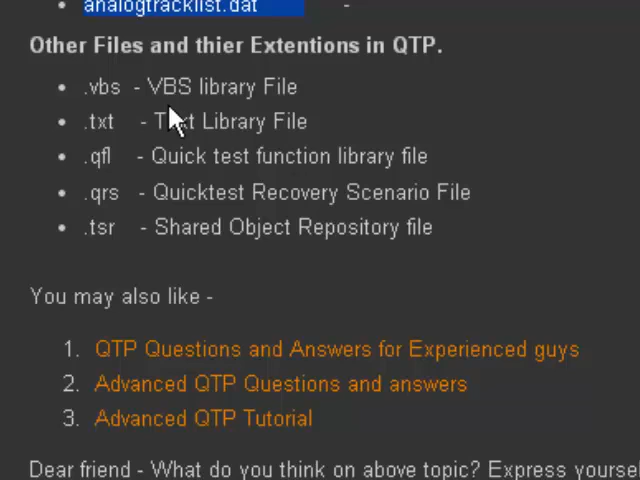 • analogtracklist.dat -
Other Files and thier Extentions in QTP.
• .vbs - VBS library File
• .txt - Text Library File
• .qfl - Quick test function library file
• .qrs - Quicktest Recovery Scenario File
• .tsr - Shared Object Repository file
You may also like -
1. QTP Questions and Answers for Experienced guys
2. Advanced QTP Questions and answers
3. Advanced QTP Tutorial
Dear friend - What do you think on above topic? Express